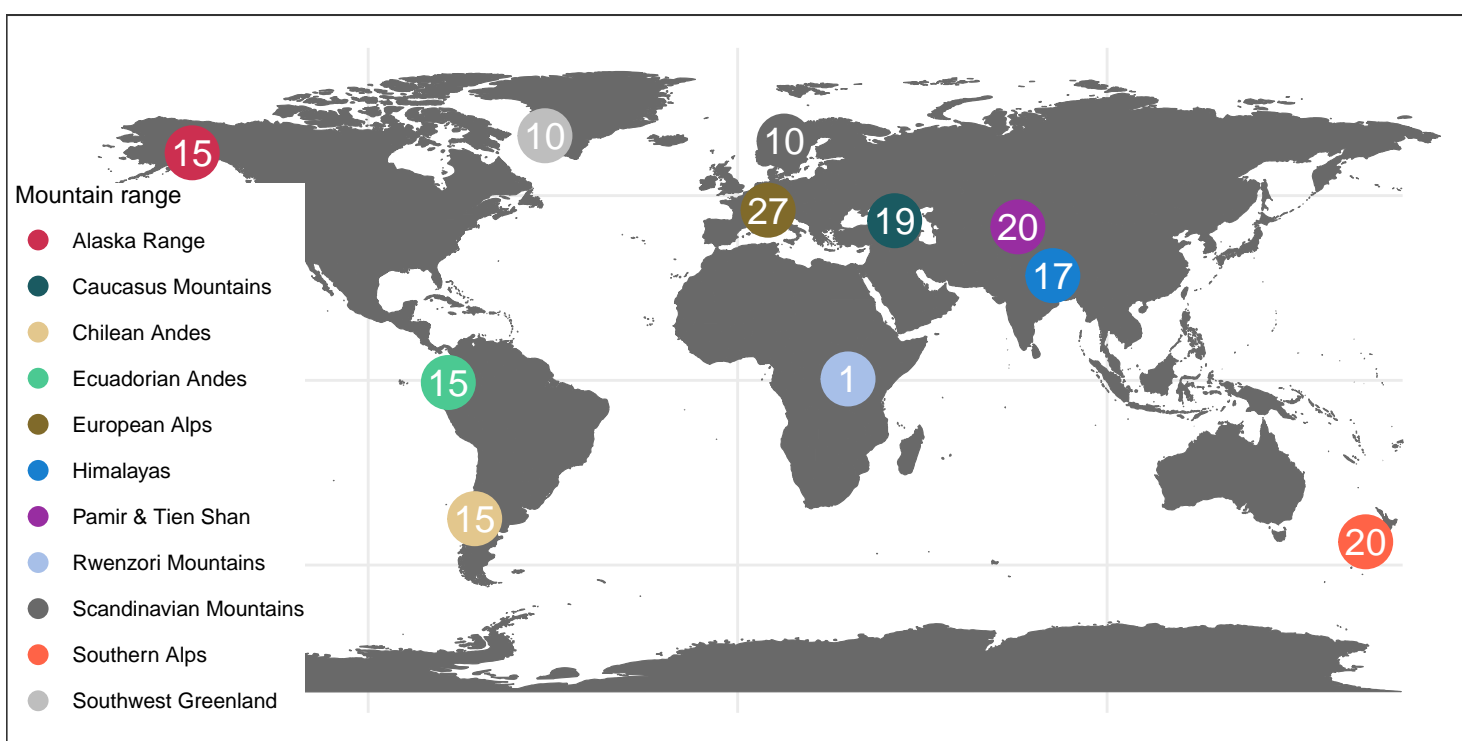 10
10
15
27
19
20
17
1
15
15
20
Mountain range
Alaska Range
Caucasus Mountains
Chilean Andes
Ecuadorian Andes
European Alps
Himalayas
Pamir & Tien Shan
Rwenzori Mountains
Scandinavian Mountains
Southern Alps
Southwest Greenland